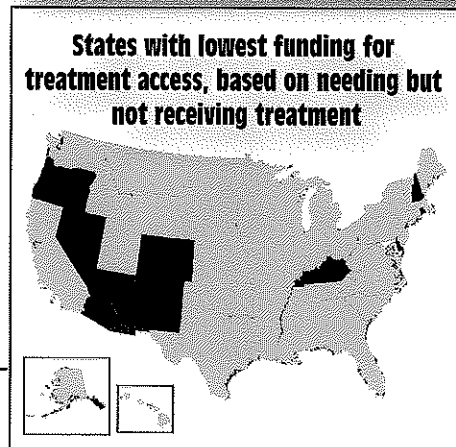 States with lowest funding for
treatment access, based on needing but
not receiving treatment